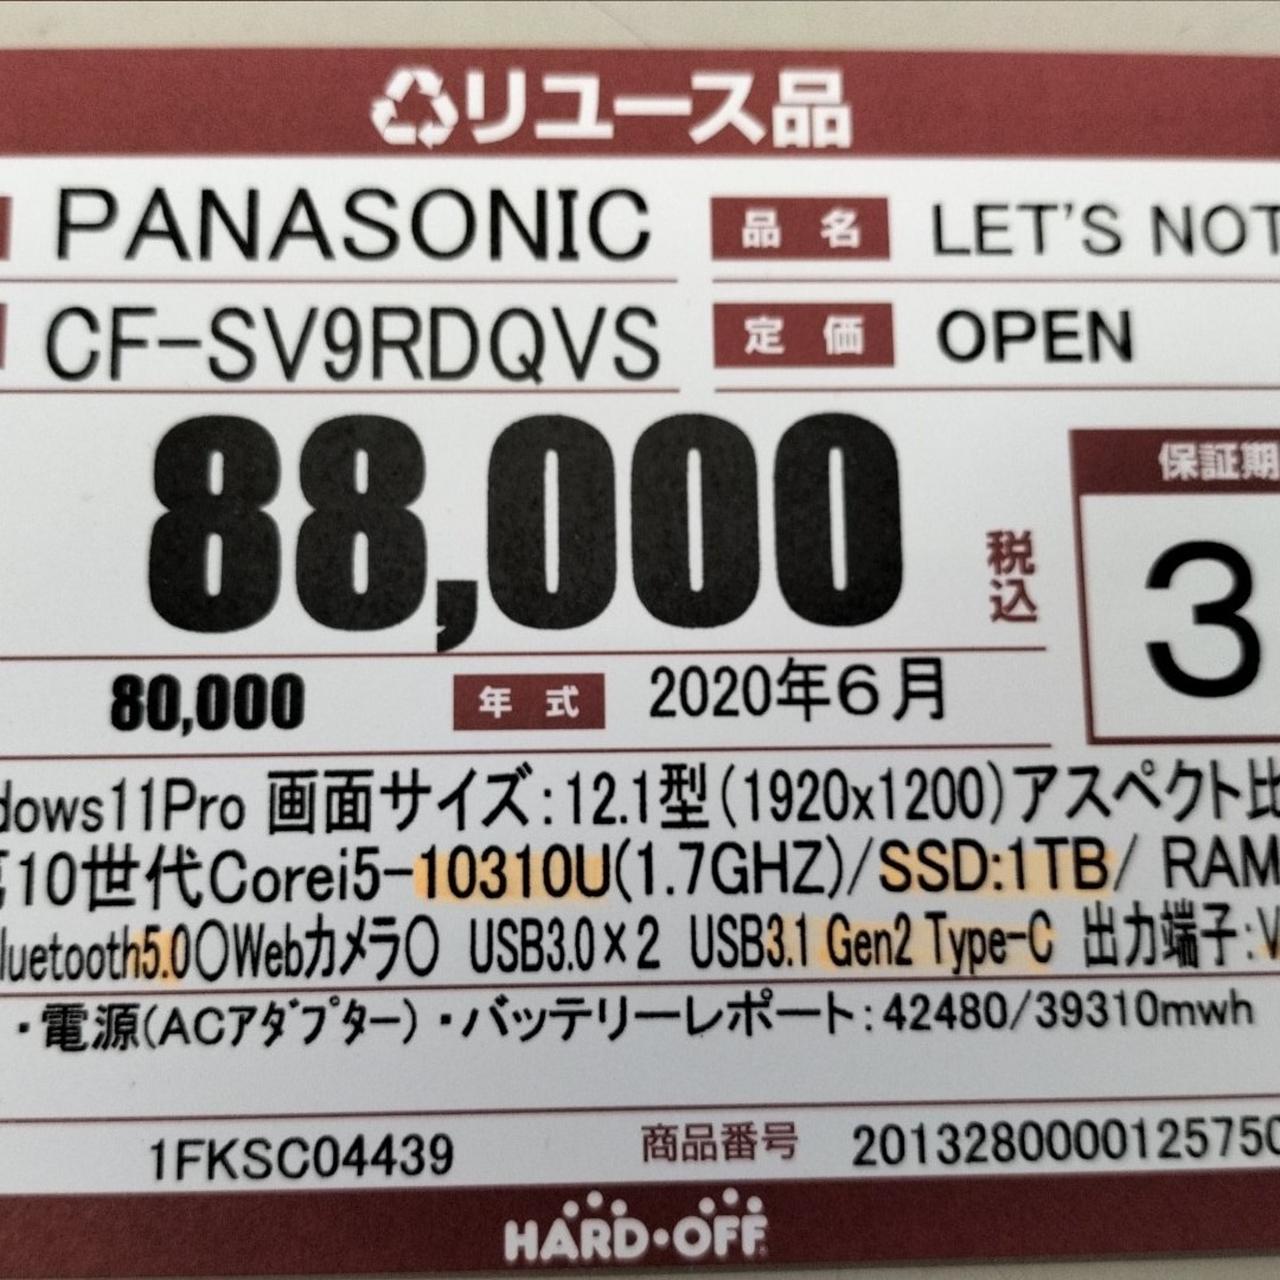 リユース品
PANASONIC 品名 LET'S NOT
CF-SV9RDQVS 定価 OPEN
88,000 税込
保証期
3
80,000 年式 2020年6月
dows11Pro 画面サイズ:12.1型(1920x1200)アスペクト比
10世代Corei5-10310U(1.7GHZ)/SSD:1TB/ RAM
luetooth5.0〇Webカメラ〇 USB3.0×2 USB3.1 Gen2 Type-C 出力端子:V
・電源(ACアダプター)・バッテリーレポート:42480/39310mwh
1FKSC04439 商品番号 2013280000125750
HARD・OFF